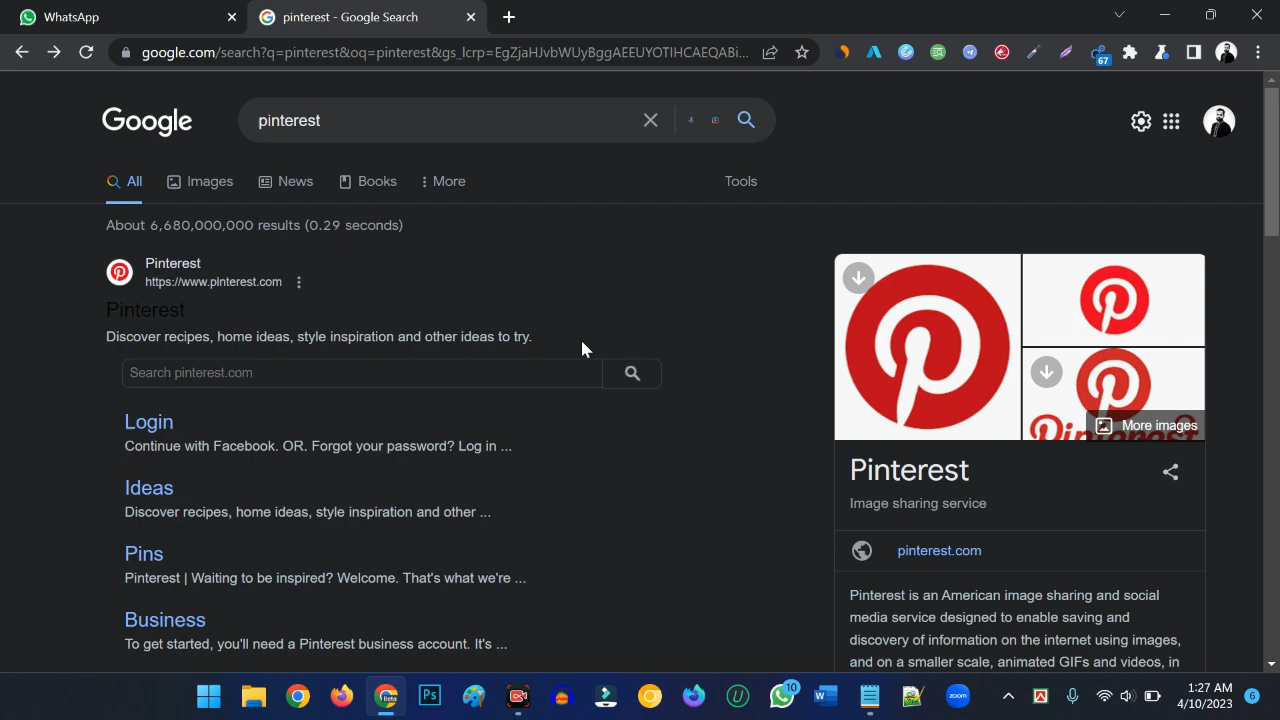 WhatsApp
pinterest - Google Search
google.com/search?q=pinterest&oq=pinterest&gs_lcrp=EgZjaHJvbWUyBggAEEUYOTIHCAEQABi...
67
Google
pinterest
All
Images
News
Books
More
Tools
About 6,680,000,000 results (0.29 seconds)
Pinterest
https://www.pinterest.com
Pinterest
Discover recipes, home ideas, style inspiration and other ideas to try.
Search pinterest.com
Login
Continue with Facebook. OR. Forgot your password? Log in ...
Ideas
Discover recipes, home ideas, style inspiration and other ...
Pins
Pinterest | Waiting to be inspired? Welcome. That's what we're ...
Business
To get started, you'll need a Pinterest business account. It's ...
Pinterest
More images
Pinterest
Image sharing service
pinterest.com
Pinterest is an American image sharing and social
media service designed to enable saving and
discovery of information on the internet using images,
and on a smaller scale, animated GIFs and videos, in
Beta
Ps
10
zoom
1:27 AM
4/10/2023
6